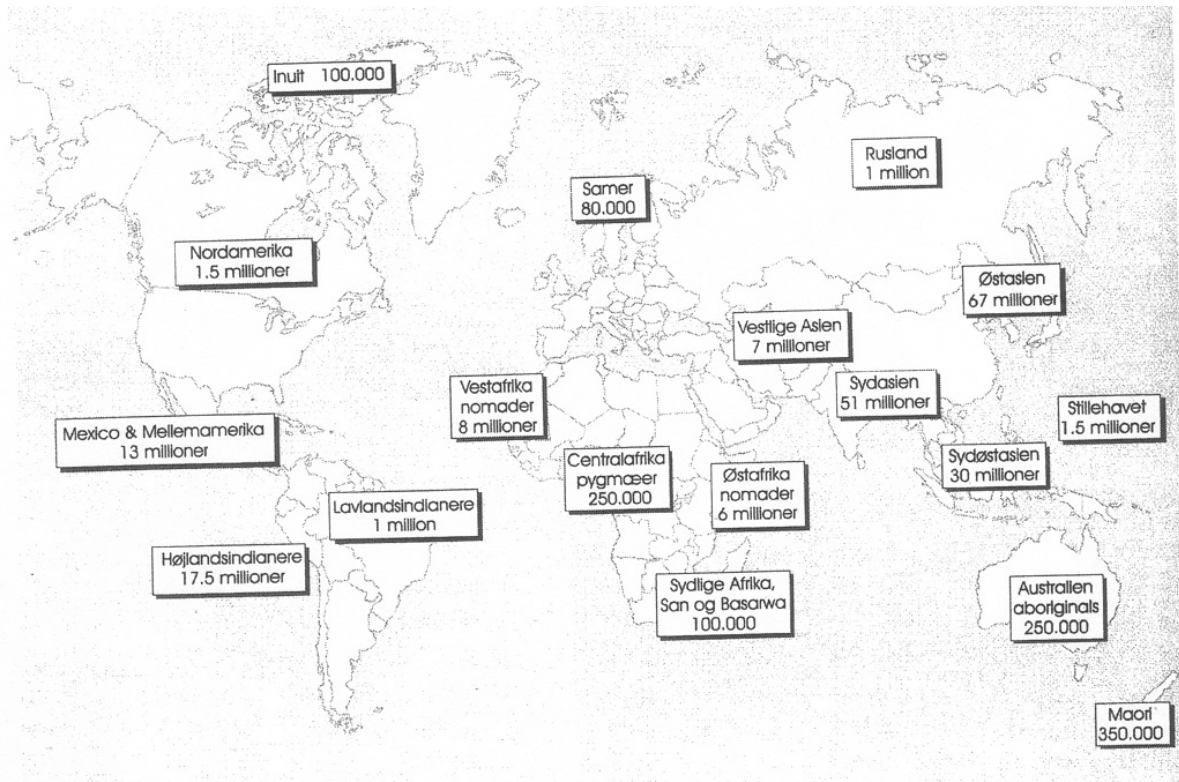 Inuit 100.000
Rusland
1 million
Samer
80.000
Nordamerika
1.5 millioner
Østasien
67 millioner
Vestlige Asien
7 millioner
Vestafrika
nomader
8 millioner
Sydasien
51 millioner
Stillehavet
1.5 millioner
Mexico & Mellemamerika
13 millioner
Centralafrika
pygmæer
250.000
Østafrika
nomader
6 millioner
Sydøstasien
30 millioner
Lavlandsindianere
1 million
Højlandsindianere
17.5 millioner
Sydlige Afrika,
San og Basarwa
100.000
Australien
aboriginals
250.000
Maori
350.000